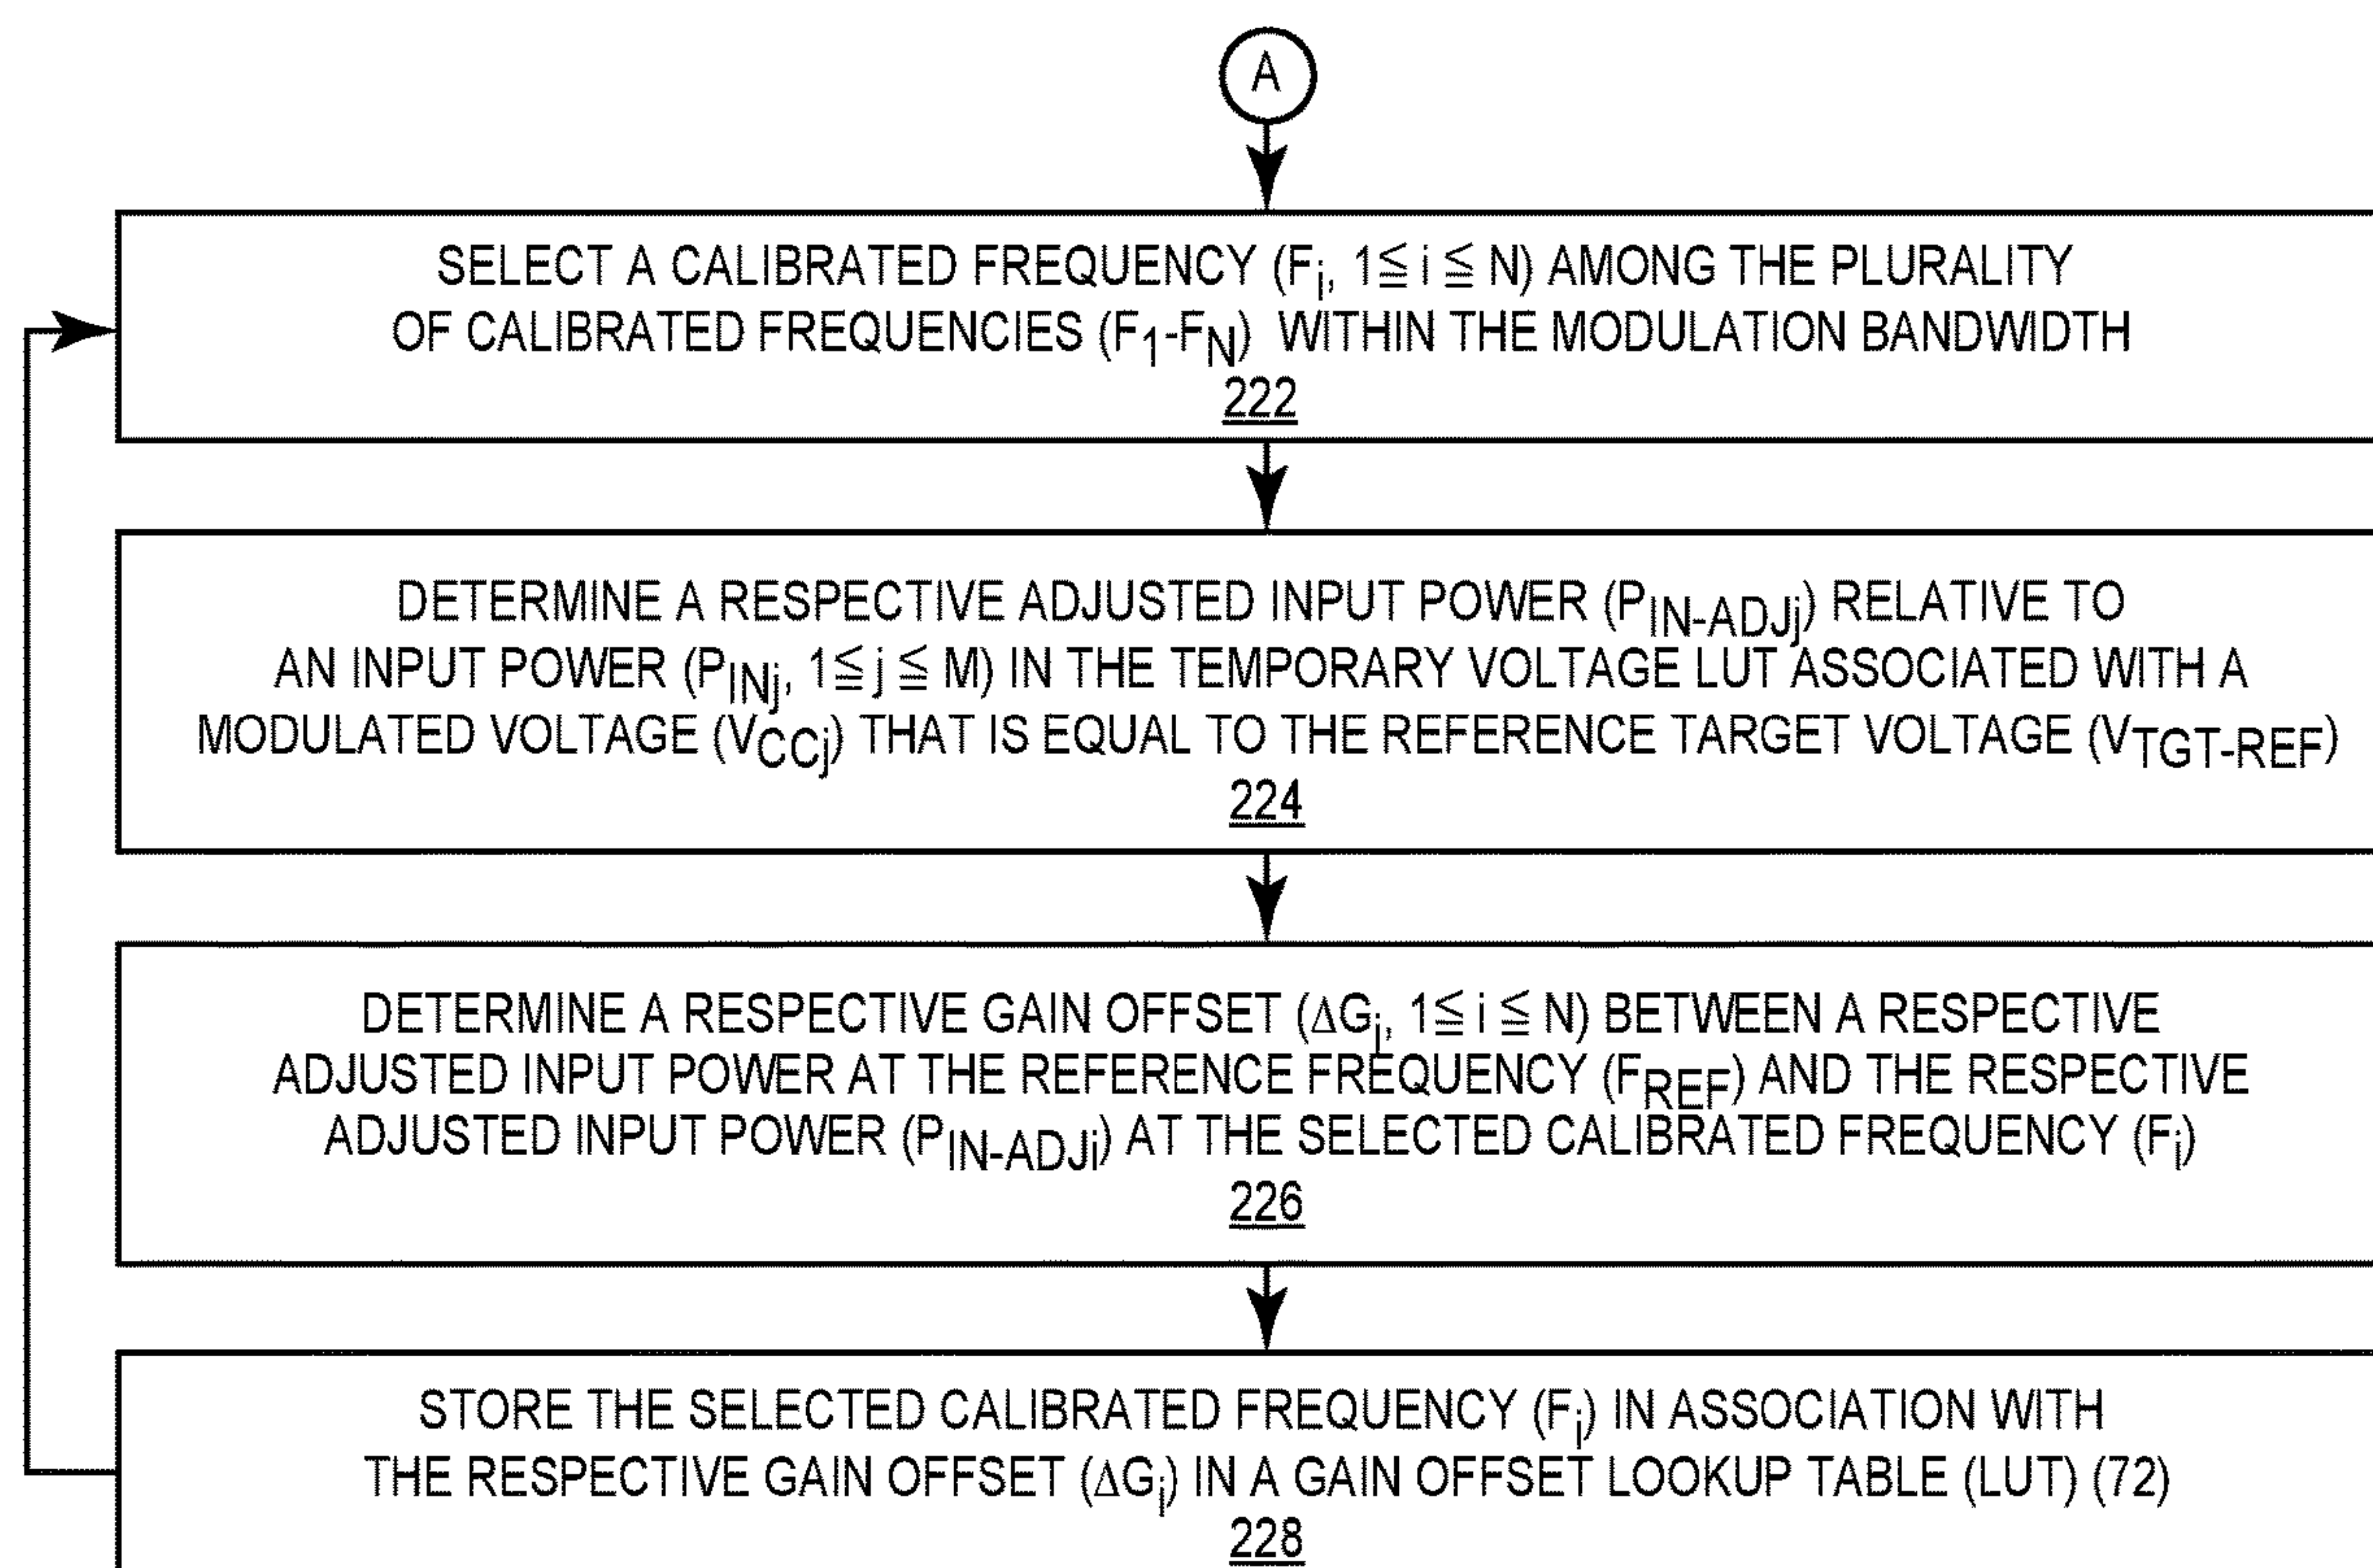 A
SELECT A CALIBRATED FREQUENCY (Fi, 1≦ i ≦ N) AMONG THE PLURALITY
OF CALIBRATED FREQUENCIES (F1-FN) WITHIN THE MODULATION BANDWIDTH
222
DETERMINE A RESPECTIVE ADJUSTED INPUT POWER (PIN-ADJj) RELATIVE TO
AN INPUT POWER (PINj, 1≦ j ≦ M) IN THE TEMPORARY VOLTAGE LUT ASSOCIATED WITH A
MODULATED VOLTAGE (VCCj) THAT IS EQUAL TO THE REFERENCE TARGET VOLTAGE (VTGT-REF)
224
DETERMINE A RESPECTIVE GAIN OFFSET (ΔGi, 1≦ i ≦ N) BETWEEN A RESPECTIVE
ADJUSTED INPUT POWER AT THE REFERENCE FREQUENCY (FREF) AND THE RESPECTIVE
ADJUSTED INPUT POWER (PIN-ADJi) AT THE SELECTED CALIBRATED FREQUENCY (Fi)
226
STORE THE SELECTED CALIBRATED FREQUENCY (Fi) IN ASSOCIATION WITH
THE RESPECTIVE GAIN OFFSET (ΔGi) IN A GAIN OFFSET LOOKUP TABLE (LUT) (72)
228